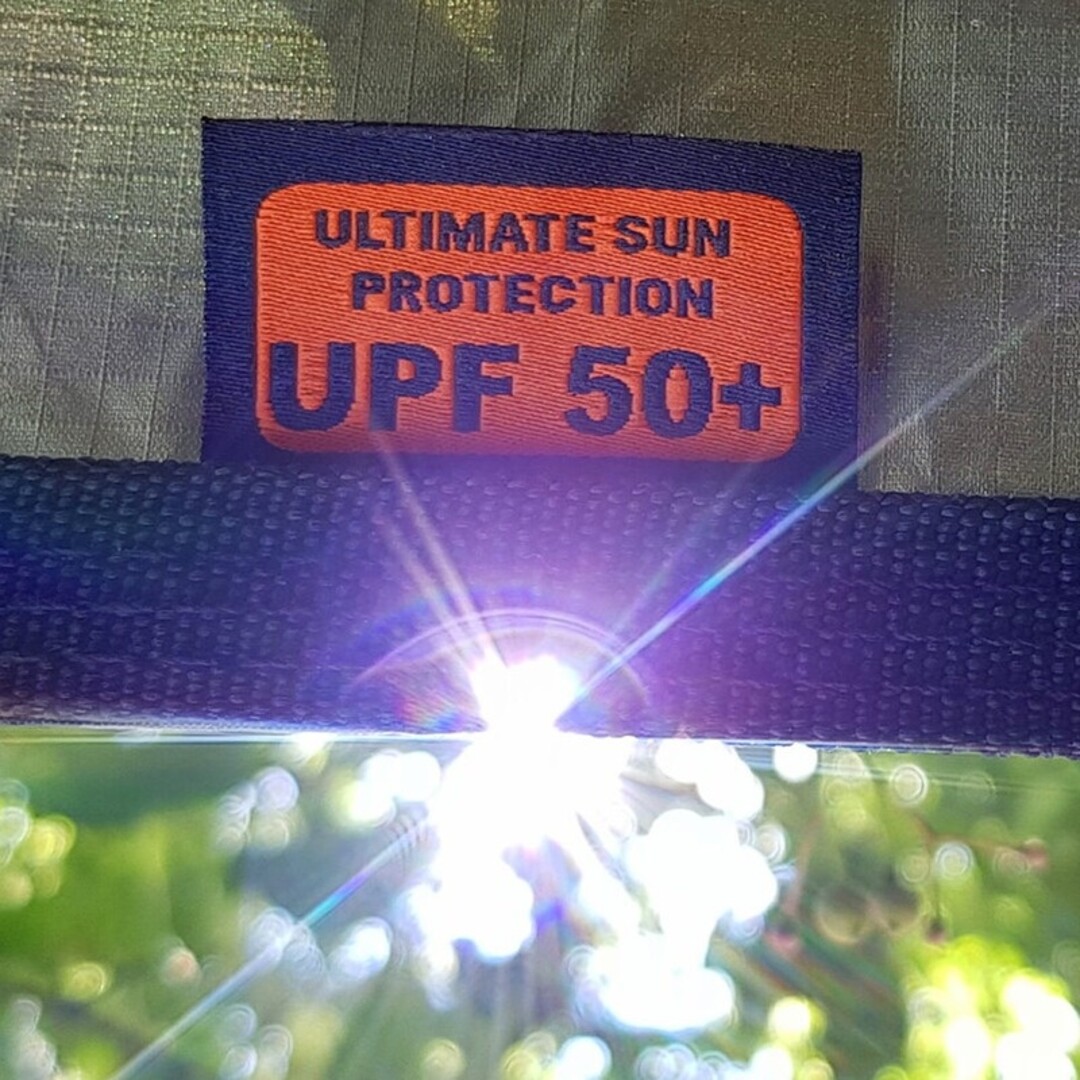 ULTIMATE SUN
PROTECTION
UPF 50+